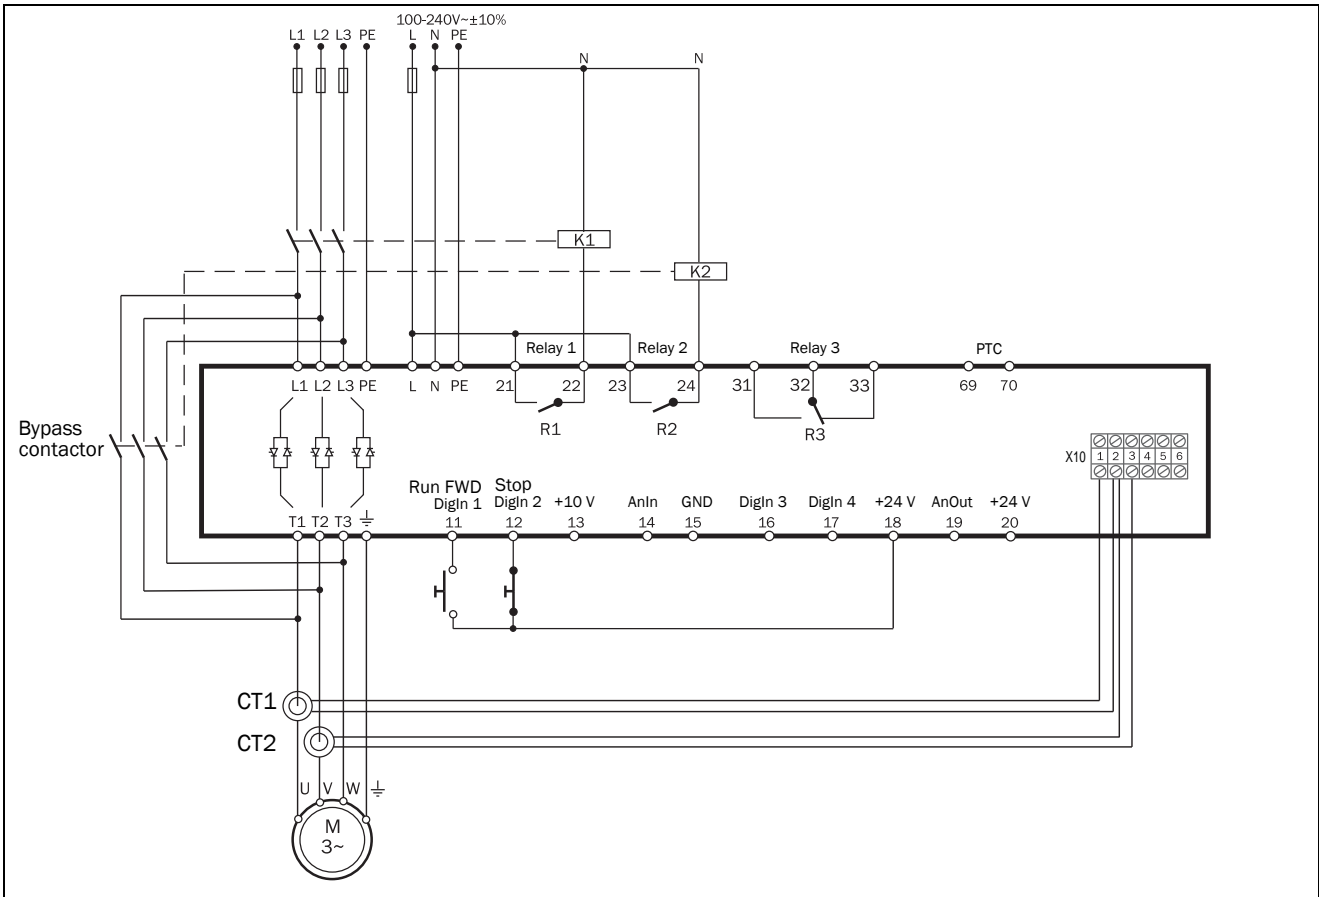 100-240V~±10%
L1 L2 L3 PE L N PE
N N
K1
K2
Relay 1 Relay 2 Relay 3 PTC
L1 L2 L3 PE L N PE 21 22 23 24 31 32 33 69 70
R1 R2 R3
Bypass
contactor
X10 1 2 3 4 5 6
Run FWD Stop
DigIn 1 DigIn 2 +10 V AnIn GND DigIn 3 DigIn 4 +24 V AnOut +24 V
T1 T2 T3 11 12 13 14 15 16 17 18 19 20
CT1
CT2
U V W
M
3~